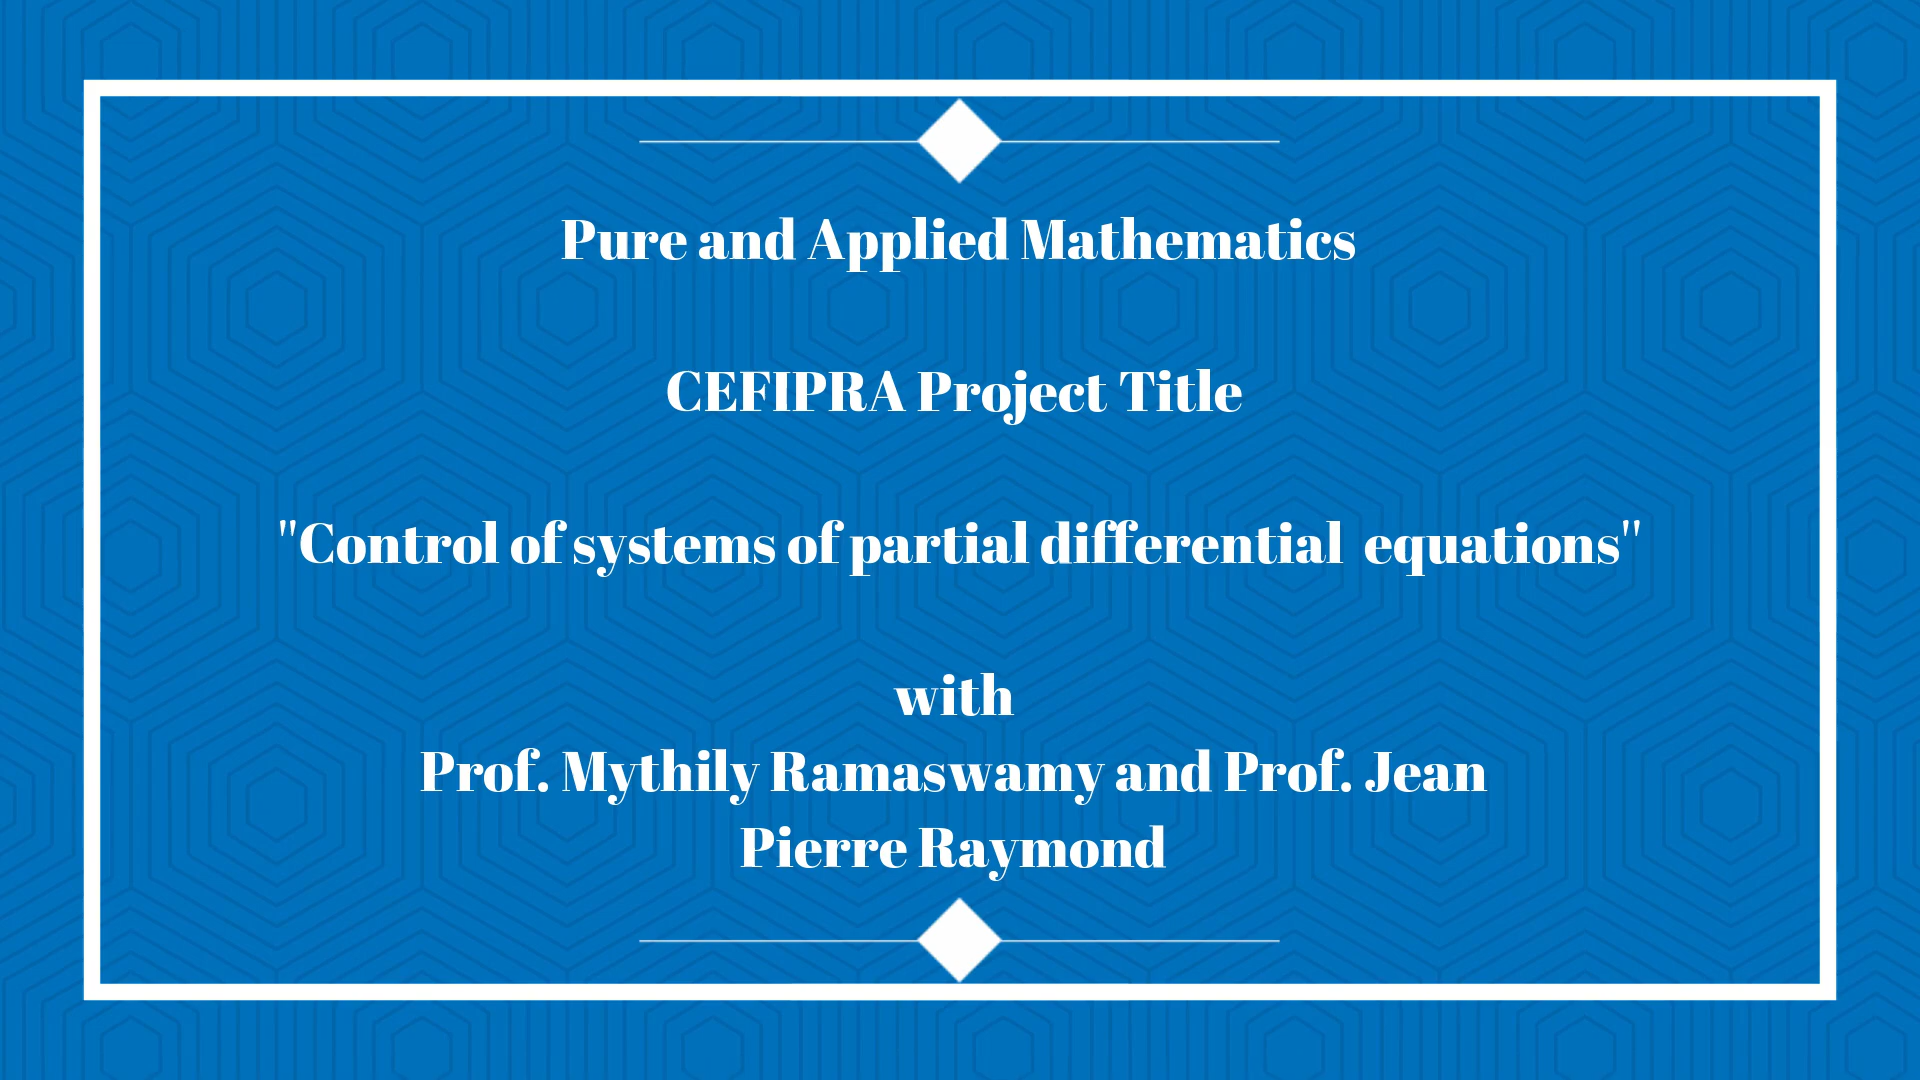 Pure and Applied Mathematics
CEFIPRA Project Title
"Control of systems of partial differential  equations"
with
Prof. Mythily Ramaswamy and Prof. Jean
Pierre Raymond